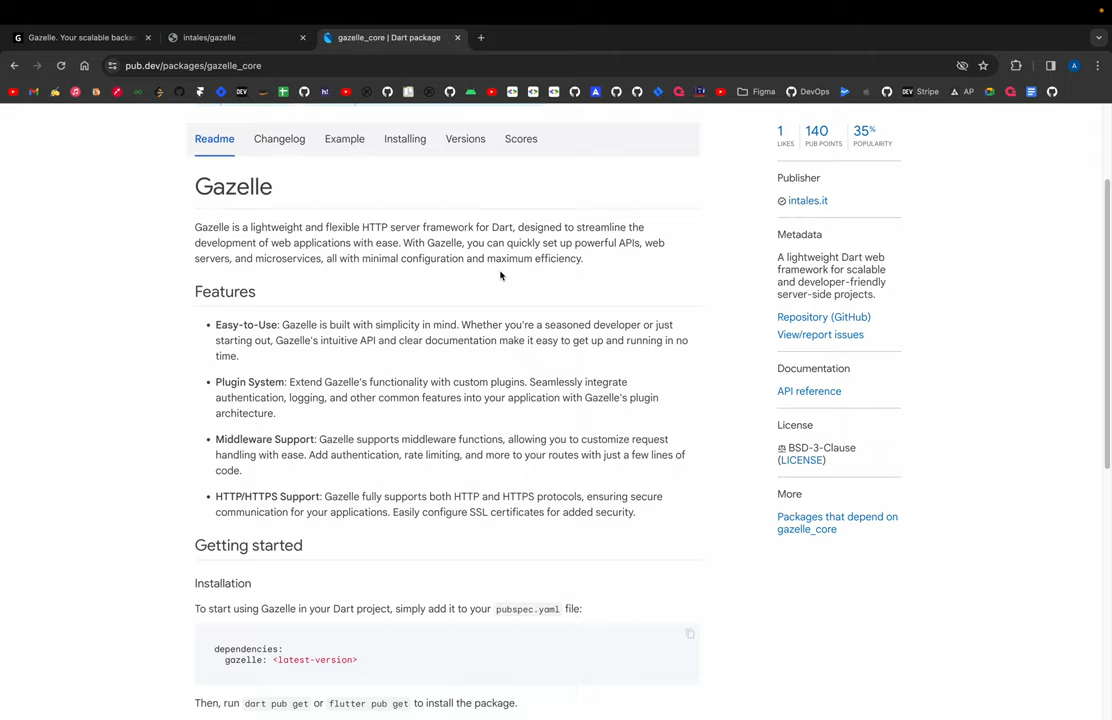 Gazelle. Your scalable backe
intales/gazelle
gazelle_core | Dart package
pub.dev/packages/gazelle_core
Figma
DevOps
DEV Stripe
AP
Readme
Changelog
Example
Installing
Versions
Scores
Gazelle
Gazelle is a lightweight and flexible HTTP server framework for Dart, designed to streamline the
development of web applications with ease. With Gazelle, you can quickly set up powerful APIs, web
servers, and microservices, all with minimal configuration and maximum efficiency.
Features
• Easy-to-Use: Gazelle is built with simplicity in mind. Whether you're a seasoned developer or just
starting out, Gazelle's intuitive API and clear documentation make it easy to get up and running in no
time.
• Plugin System: Extend Gazelle's functionality with custom plugins. Seamlessly integrate
authentication, logging, and other common features into your application with Gazelle's plugin
architecture.
• Middleware Support: Gazelle supports middleware functions, allowing you to customize request
handling with ease. Add authentication, rate limiting, and more to your routes with just a few lines of
code.
• HTTP/HTTPS Support: Gazelle fully supports both HTTP and HTTPS protocols, ensuring secure
communication for your applications. Easily configure SSL certificates for added security.
Getting started
Installation
To start using Gazelle in your Dart project, simply add it to your pubspec.yaml file:
dependencies:
gazelle: <latest-version>
Then, run dart pub get or flutter pub get to install the package.
1 140 35%
LIKES PUB POINTS POPULARITY
Publisher
intales.it
Metadata
A lightweight Dart web
framework for scalable
and developer-friendly
server-side projects.
Repository (GitHub)
View/report issues
Documentation
API reference
License
BSD-3-Clause
(LICENSE)
More
Packages that depend on
gazelle_core